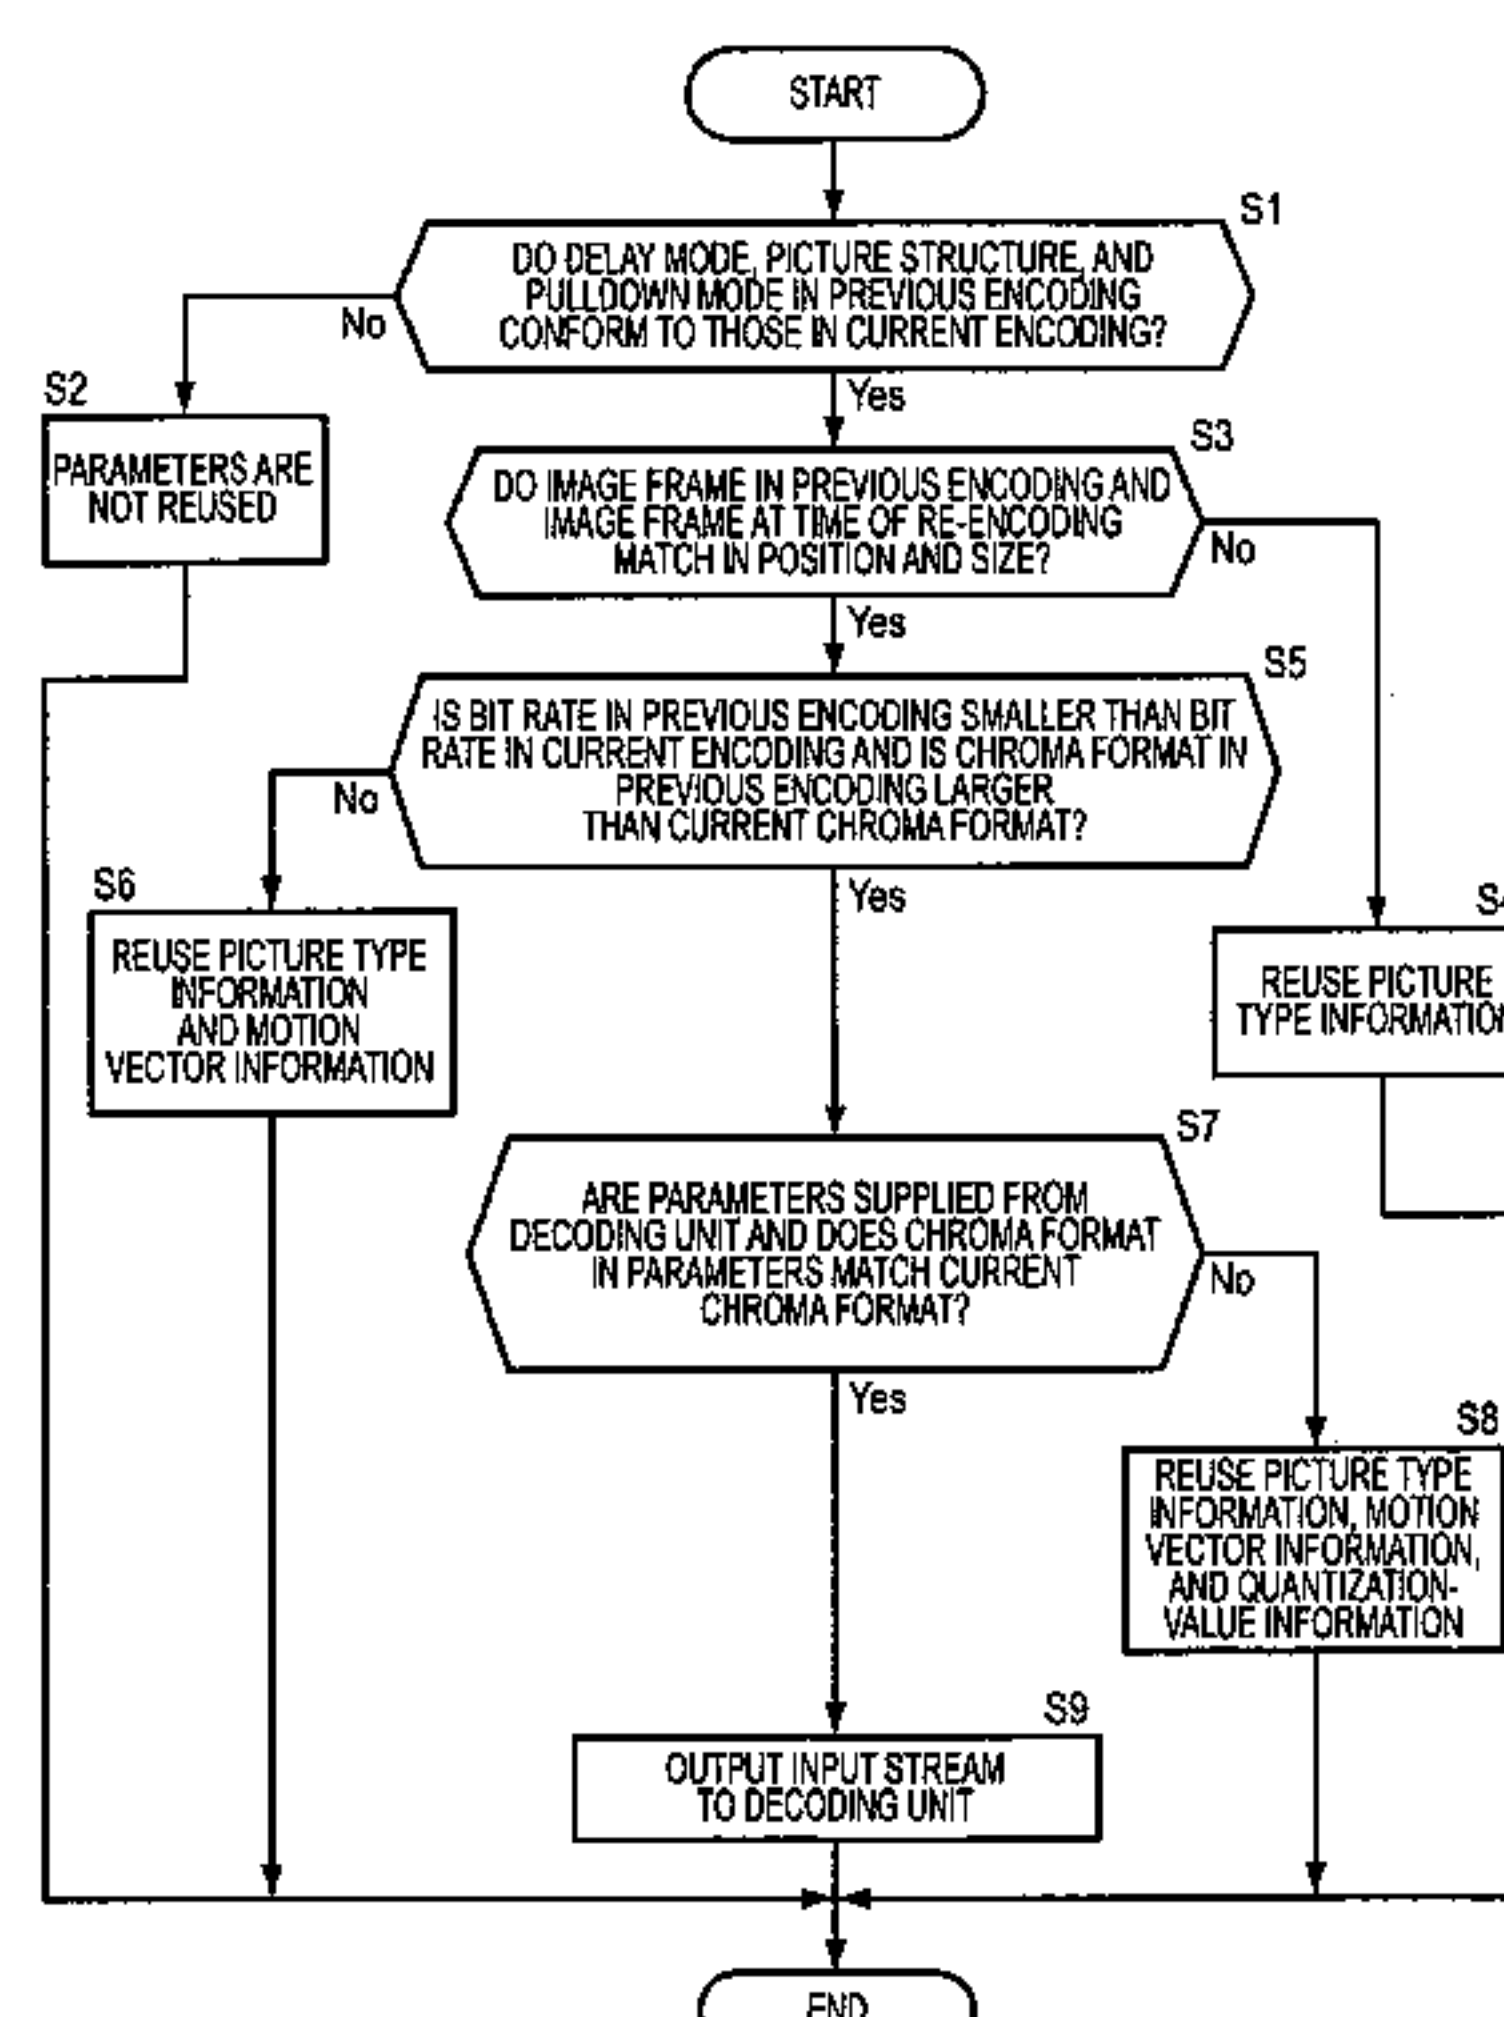 START
S1
DO DELAY MODE, PICTURE STRUCTURE, AND
PULLDOWN MODE IN PREVIOUS ENCODING
CONFORM TO THOSE IN CURRENT ENCODING?
No
Yes
S2
PARAMETERS ARE
NOT REUSED
S3
DO IMAGE FRAME IN PREVIOUS ENCODING AND
IMAGE FRAME AT TIME OF RE-ENCODING
MATCH IN POSITION AND SIZE?
No
Yes
S5
IS BIT RATE IN PREVIOUS ENCODING SMALLER THAN BIT
RATE IN CURRENT ENCODING AND IS CHROMA FORMAT IN
PREVIOUS ENCODING LARGER
THAN CURRENT CHROMA FORMAT?
No
Yes
S6
REUSE PICTURE TYPE
INFORMATION
AND MOTION
VECTOR INFORMATION
S4
REUSE PICTURE
TYPE INFORMATION
S7
ARE PARAMETERS SUPPLIED FROM
DECODING UNIT AND DOES CHROMA FORMAT
IN PARAMETERS MATCH CURRENT
CHROMA FORMAT?
No
Yes
S8
REUSE PICTURE TYPE
INFORMATION, MOTION
VECTOR INFORMATION,
AND QUANTIZATION-
VALUE INFORMATION
S9
OUTPUT INPUT STREAM
TO DECODING UNIT
END